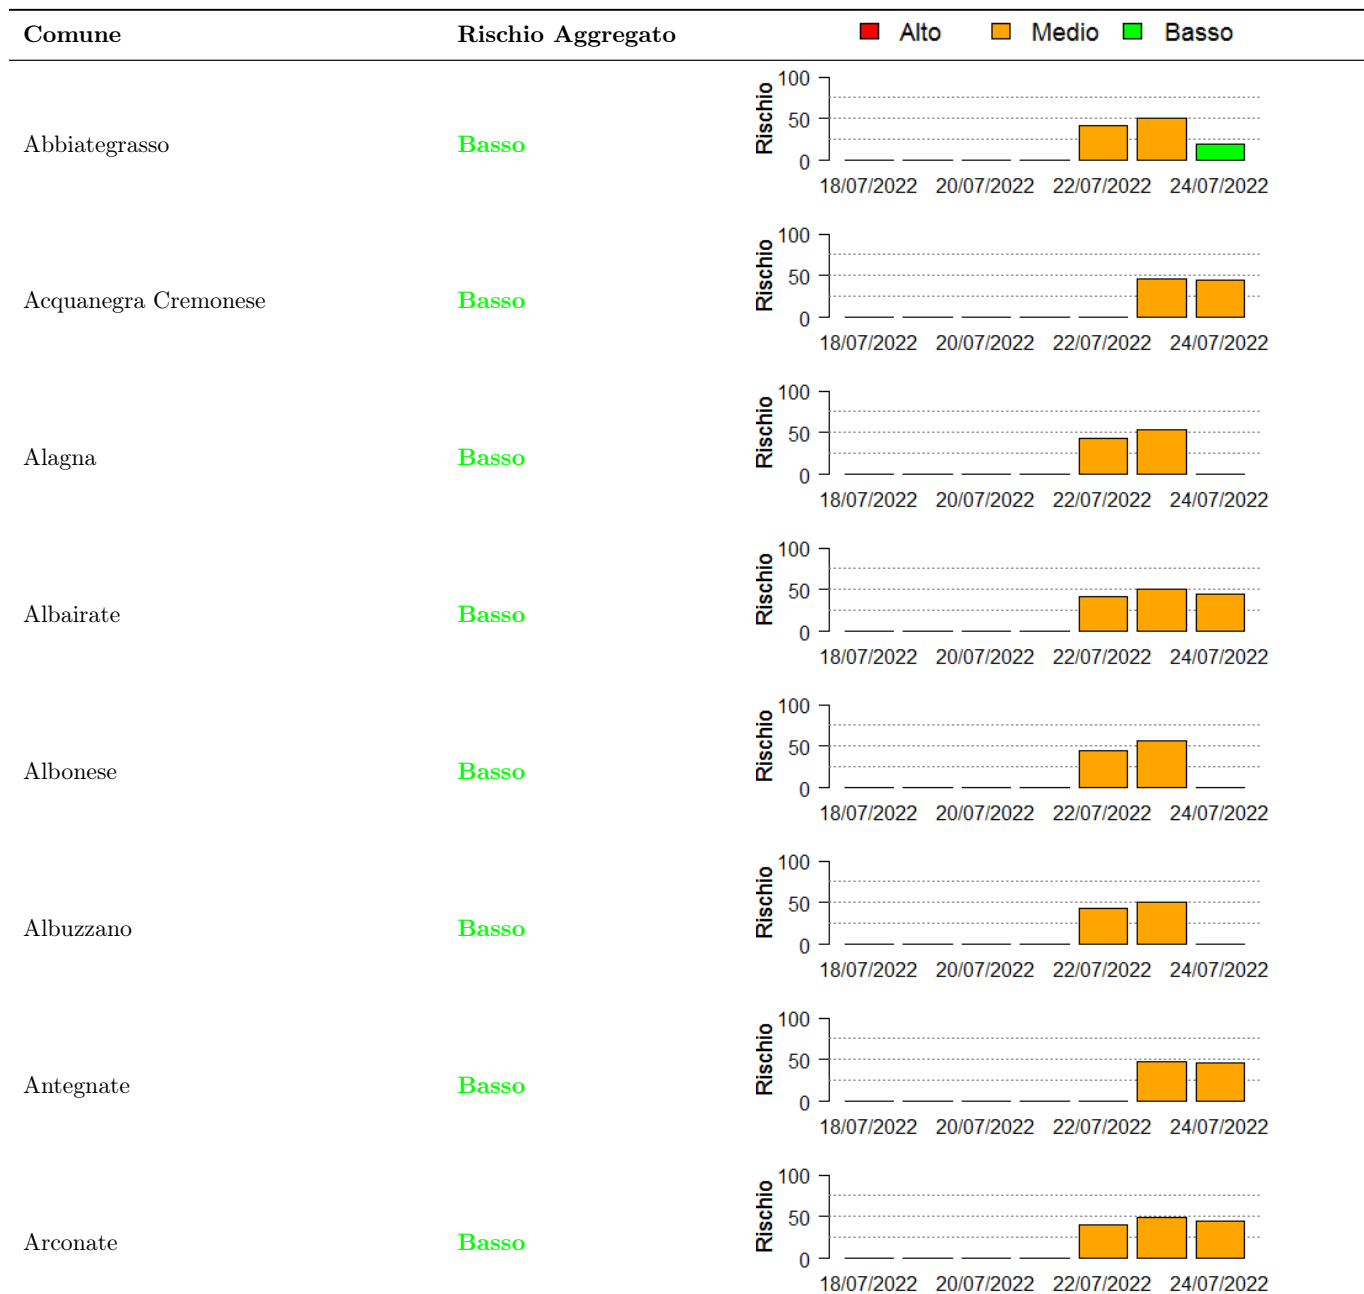 Comune Rischio Aggregato Alto Medio Basso
Abbiategrasso Basso
Rischio
100
50
0
18/07/2022 20/07/2022 22/07/2022 24/07/2022
Acquanegra Cremonese Basso
Rischio
100
50
0
18/07/2022 20/07/2022 22/07/2022 24/07/2022
Alagna Basso
Rischio
100
50
0
18/07/2022 20/07/2022 22/07/2022 24/07/2022
Albairate Basso
Rischio
100
50
0
18/07/2022 20/07/2022 22/07/2022 24/07/2022
Albonese Basso
Rischio
100
50
0
18/07/2022 20/07/2022 22/07/2022 24/07/2022
Albuzzano Basso
Rischio
100
50
0
18/07/2022 20/07/2022 22/07/2022 24/07/2022
Antegnate Basso
Rischio
100
50
0
18/07/2022 20/07/2022 22/07/2022 24/07/2022
Arconate Basso
Rischio
100
50
0
18/07/2022 20/07/2022 22/07/2022 24/07/2022